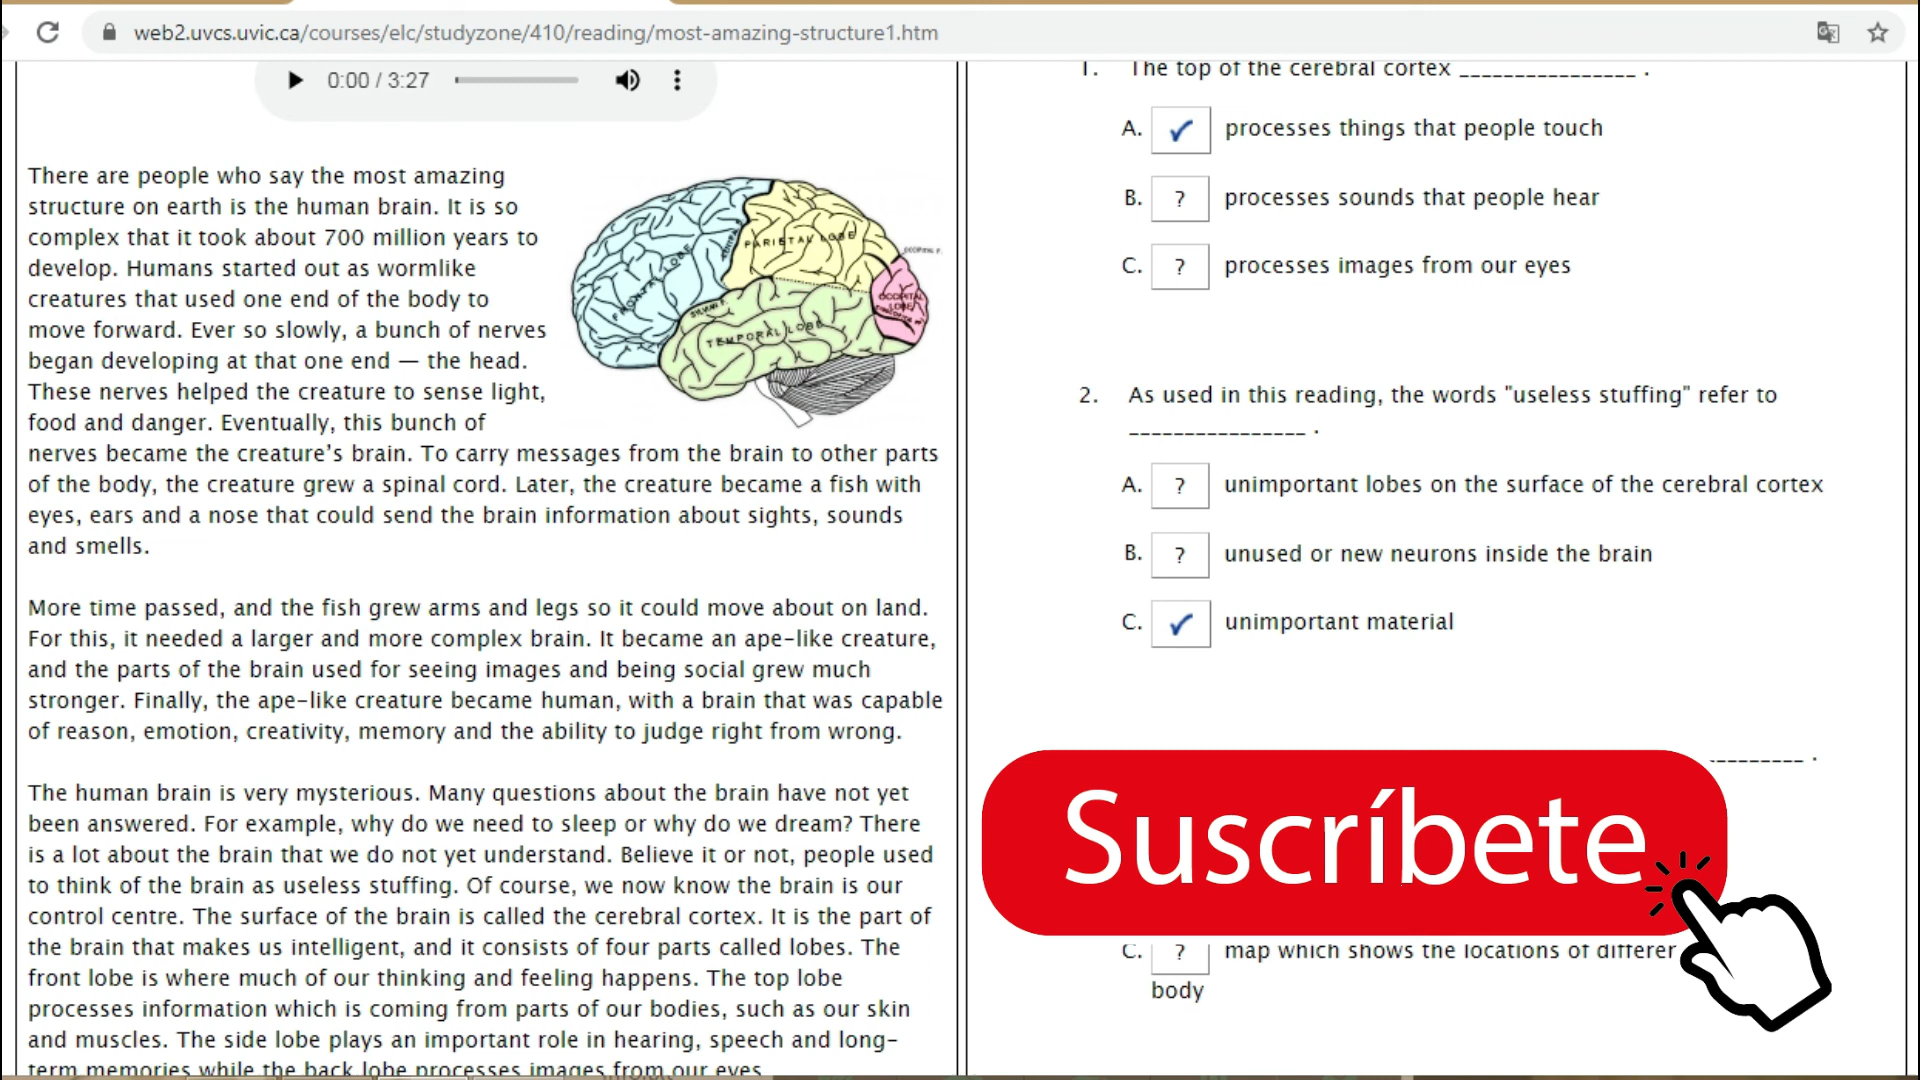 web2.uvcs.uvic.ca/courses/elc/studyzone/410/reading/most-amazing-structure1.htm
0:00 / 3:27
There are people who say the most amazing
structure on earth is the human brain. It is so
complex that it took about 700 million years to
develop. Humans started out as wormlike
creatures that used one end of the body to
move forward. Ever so slowly, a bunch of nerves
began developing at that one end — the head.
These nerves helped the creature to sense light,
food and danger. Eventually, this bunch of
nerves became the creature's brain. To carry messages from the brain to other parts
of the body, the creature grew a spinal cord. Later, the creature became a fish with
eyes, ears and a nose that could send the brain information about sights, sounds
and smells.
FRONTAL LOBE
PARIETAL LOBE
TEMPORAL LOBE
OCCIPITAL
LOBE
More time passed, and the fish grew arms and legs so it could move about on land.
For this, it needed a larger and more complex brain. It became an ape-like creature,
and the parts of the brain used for seeing images and being social grew much
stronger. Finally, the ape-like creature became human, with a brain that was capable
of reason, emotion, creativity, memory and the ability to judge right from wrong.
The human brain is very mysterious. Many questions about the brain have not yet
been answered. For example, why do we need to sleep or why do we dream? There
is a lot about the brain that we do not yet understand. Believe it or not, people used
to think of the brain as useless stuffing. Of course, we now know the brain is our
control centre. The surface of the brain is called the cerebral cortex. It is the part of
the brain that makes us intelligent, and it consists of four parts called lobes. The
front lobe is where much of our thinking and feeling happens. The top lobe
processes information which is coming from parts of our bodies, such as our skin
and muscles. The side lobe plays an important role in hearing, speech and long-
term memories while the back lobe processes images from our eyes
1. The top of the cerebral cortex ________________ .
A. ✓ processes things that people touch
B. ? processes sounds that people hear
C. ? processes images from our eyes
2. As used in this reading, the words "useless stuffing" refer to
________________ .
A. ? unimportant lobes on the surface of the cerebral cortex
B. ? unused or new neurons inside the brain
C. ✓ unimportant material
_________ .
Suscríbete
C. ? map which shows the locations of differen
body